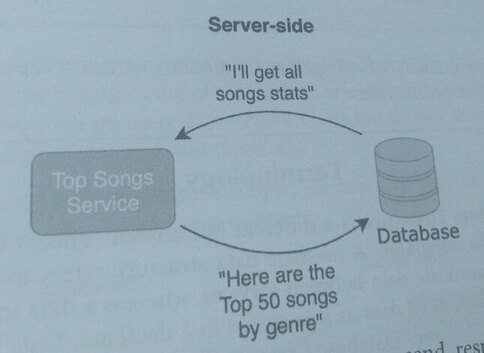 Server-side
"I'll get all
songs stats"
Top Songs
Service
Database
"Here are the
Top 50 songs
by genre"